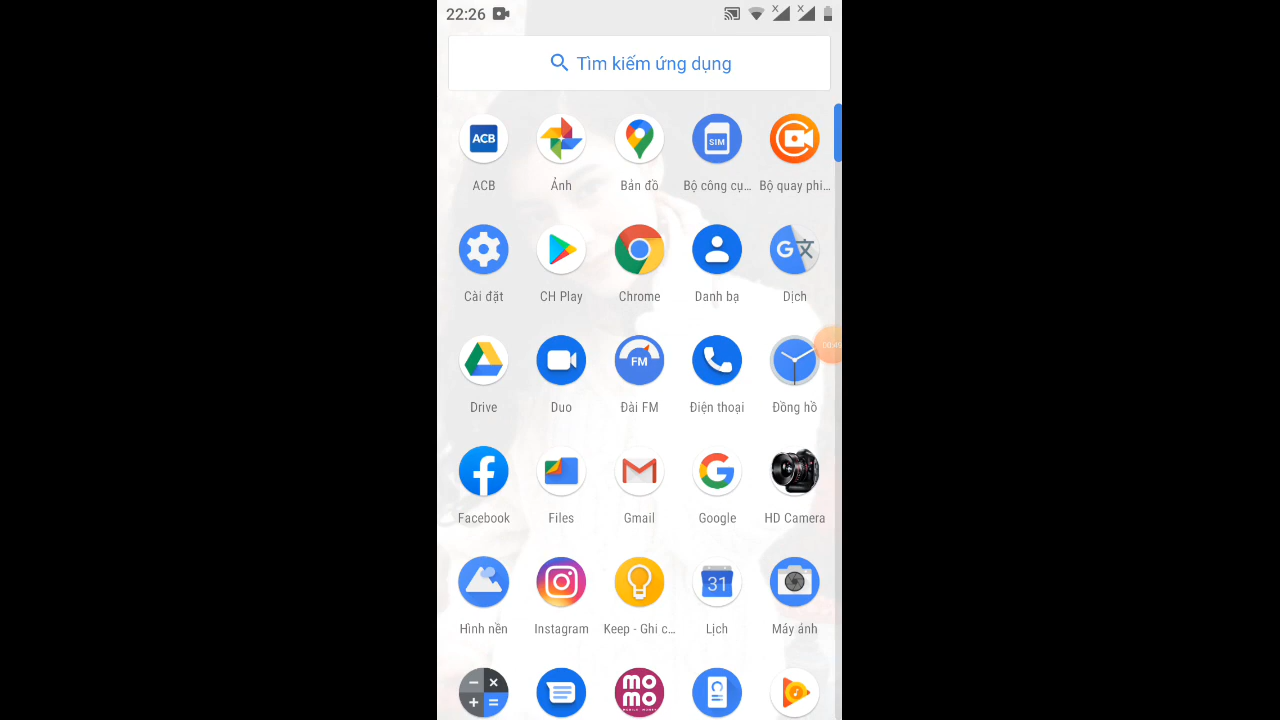 22:26
Tìm kiếm ứng dụng
ACB
SIM
ACB Ảnh Bản đồ Bộ công cụ… Bộ quay phi…
G
Cài đặt CH Play Chrome Danh bạ Dịch
FM
Drive Duo Đài FM Điện thoại Đồng hồ
Facebook Files Gmail Google HD Camera
31
Hình nền Instagram Keep - Ghi c… Lịch Máy ảnh
MOMO